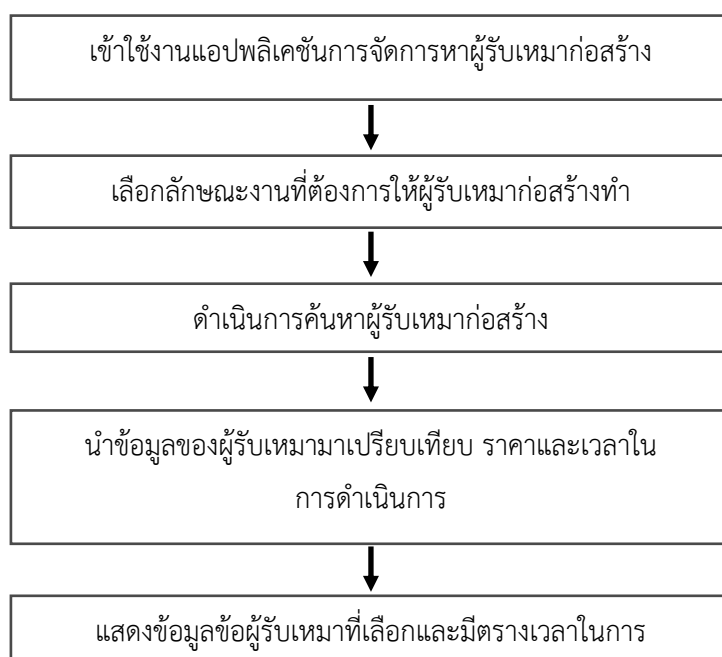 เข้าใช้งานแอปพลิเคชันการจัดการหาผู้รับเหมาก่อสร้าง
เลือกลักษณะงานที่ต้องการให้ผู้รับเหมาก่อสร้างทำ
ดำเนินการค้นหาผู้รับเหมาก่อสร้าง
นำข้อมูลของผู้รับเหมามาเปรียบเทียบ ราคาและเวลาใน
การดำเนินการ
แสดงข้อมูลข้อผู้รับเหมาที่เลือกและมีตรางเวลาในการ